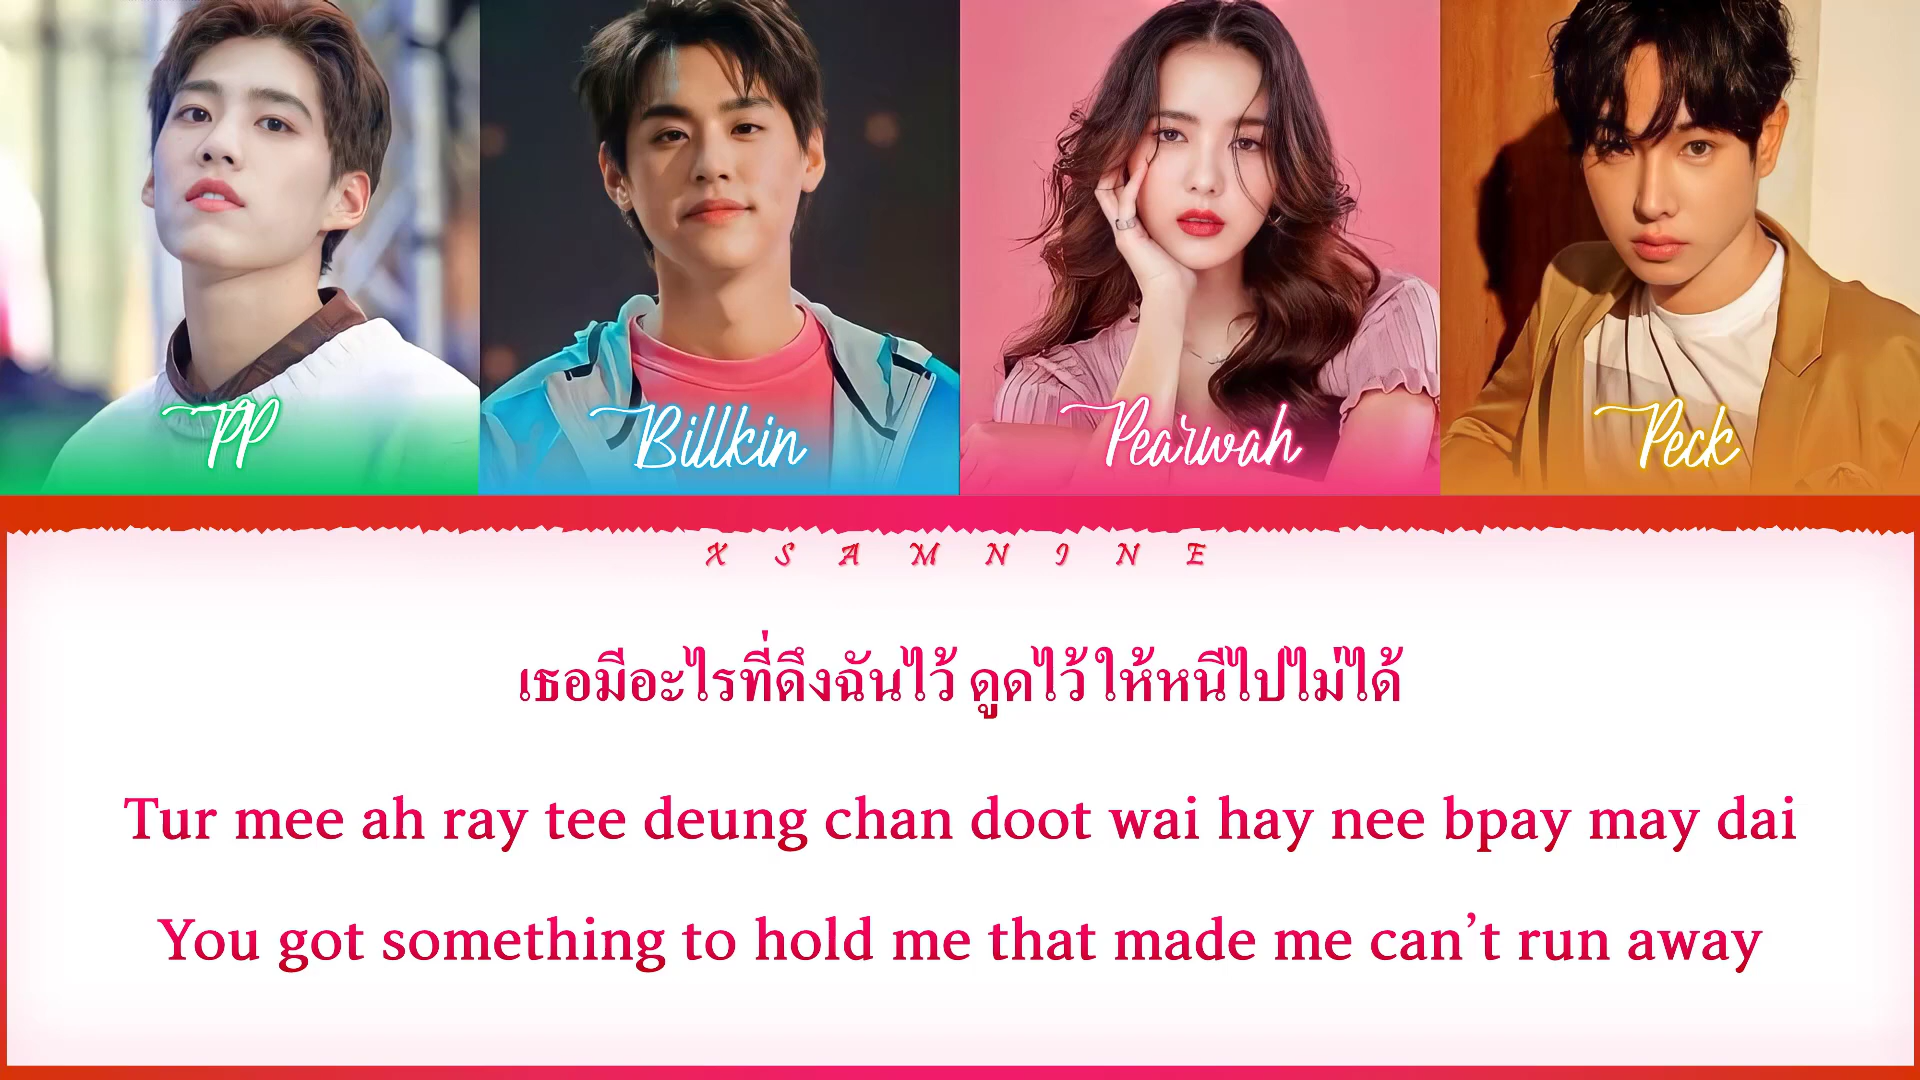 PP
Billkin
Pearwah
Peck
XSAMNINE
เธอมีอะไรที่ดึงฉันไว้ ดูดไว้ ให้หนีไปไม่ได้
Tur mee ah ray tee deung chan doot wai hay nee bpay may dai
You got something to hold me that made me can’t run away